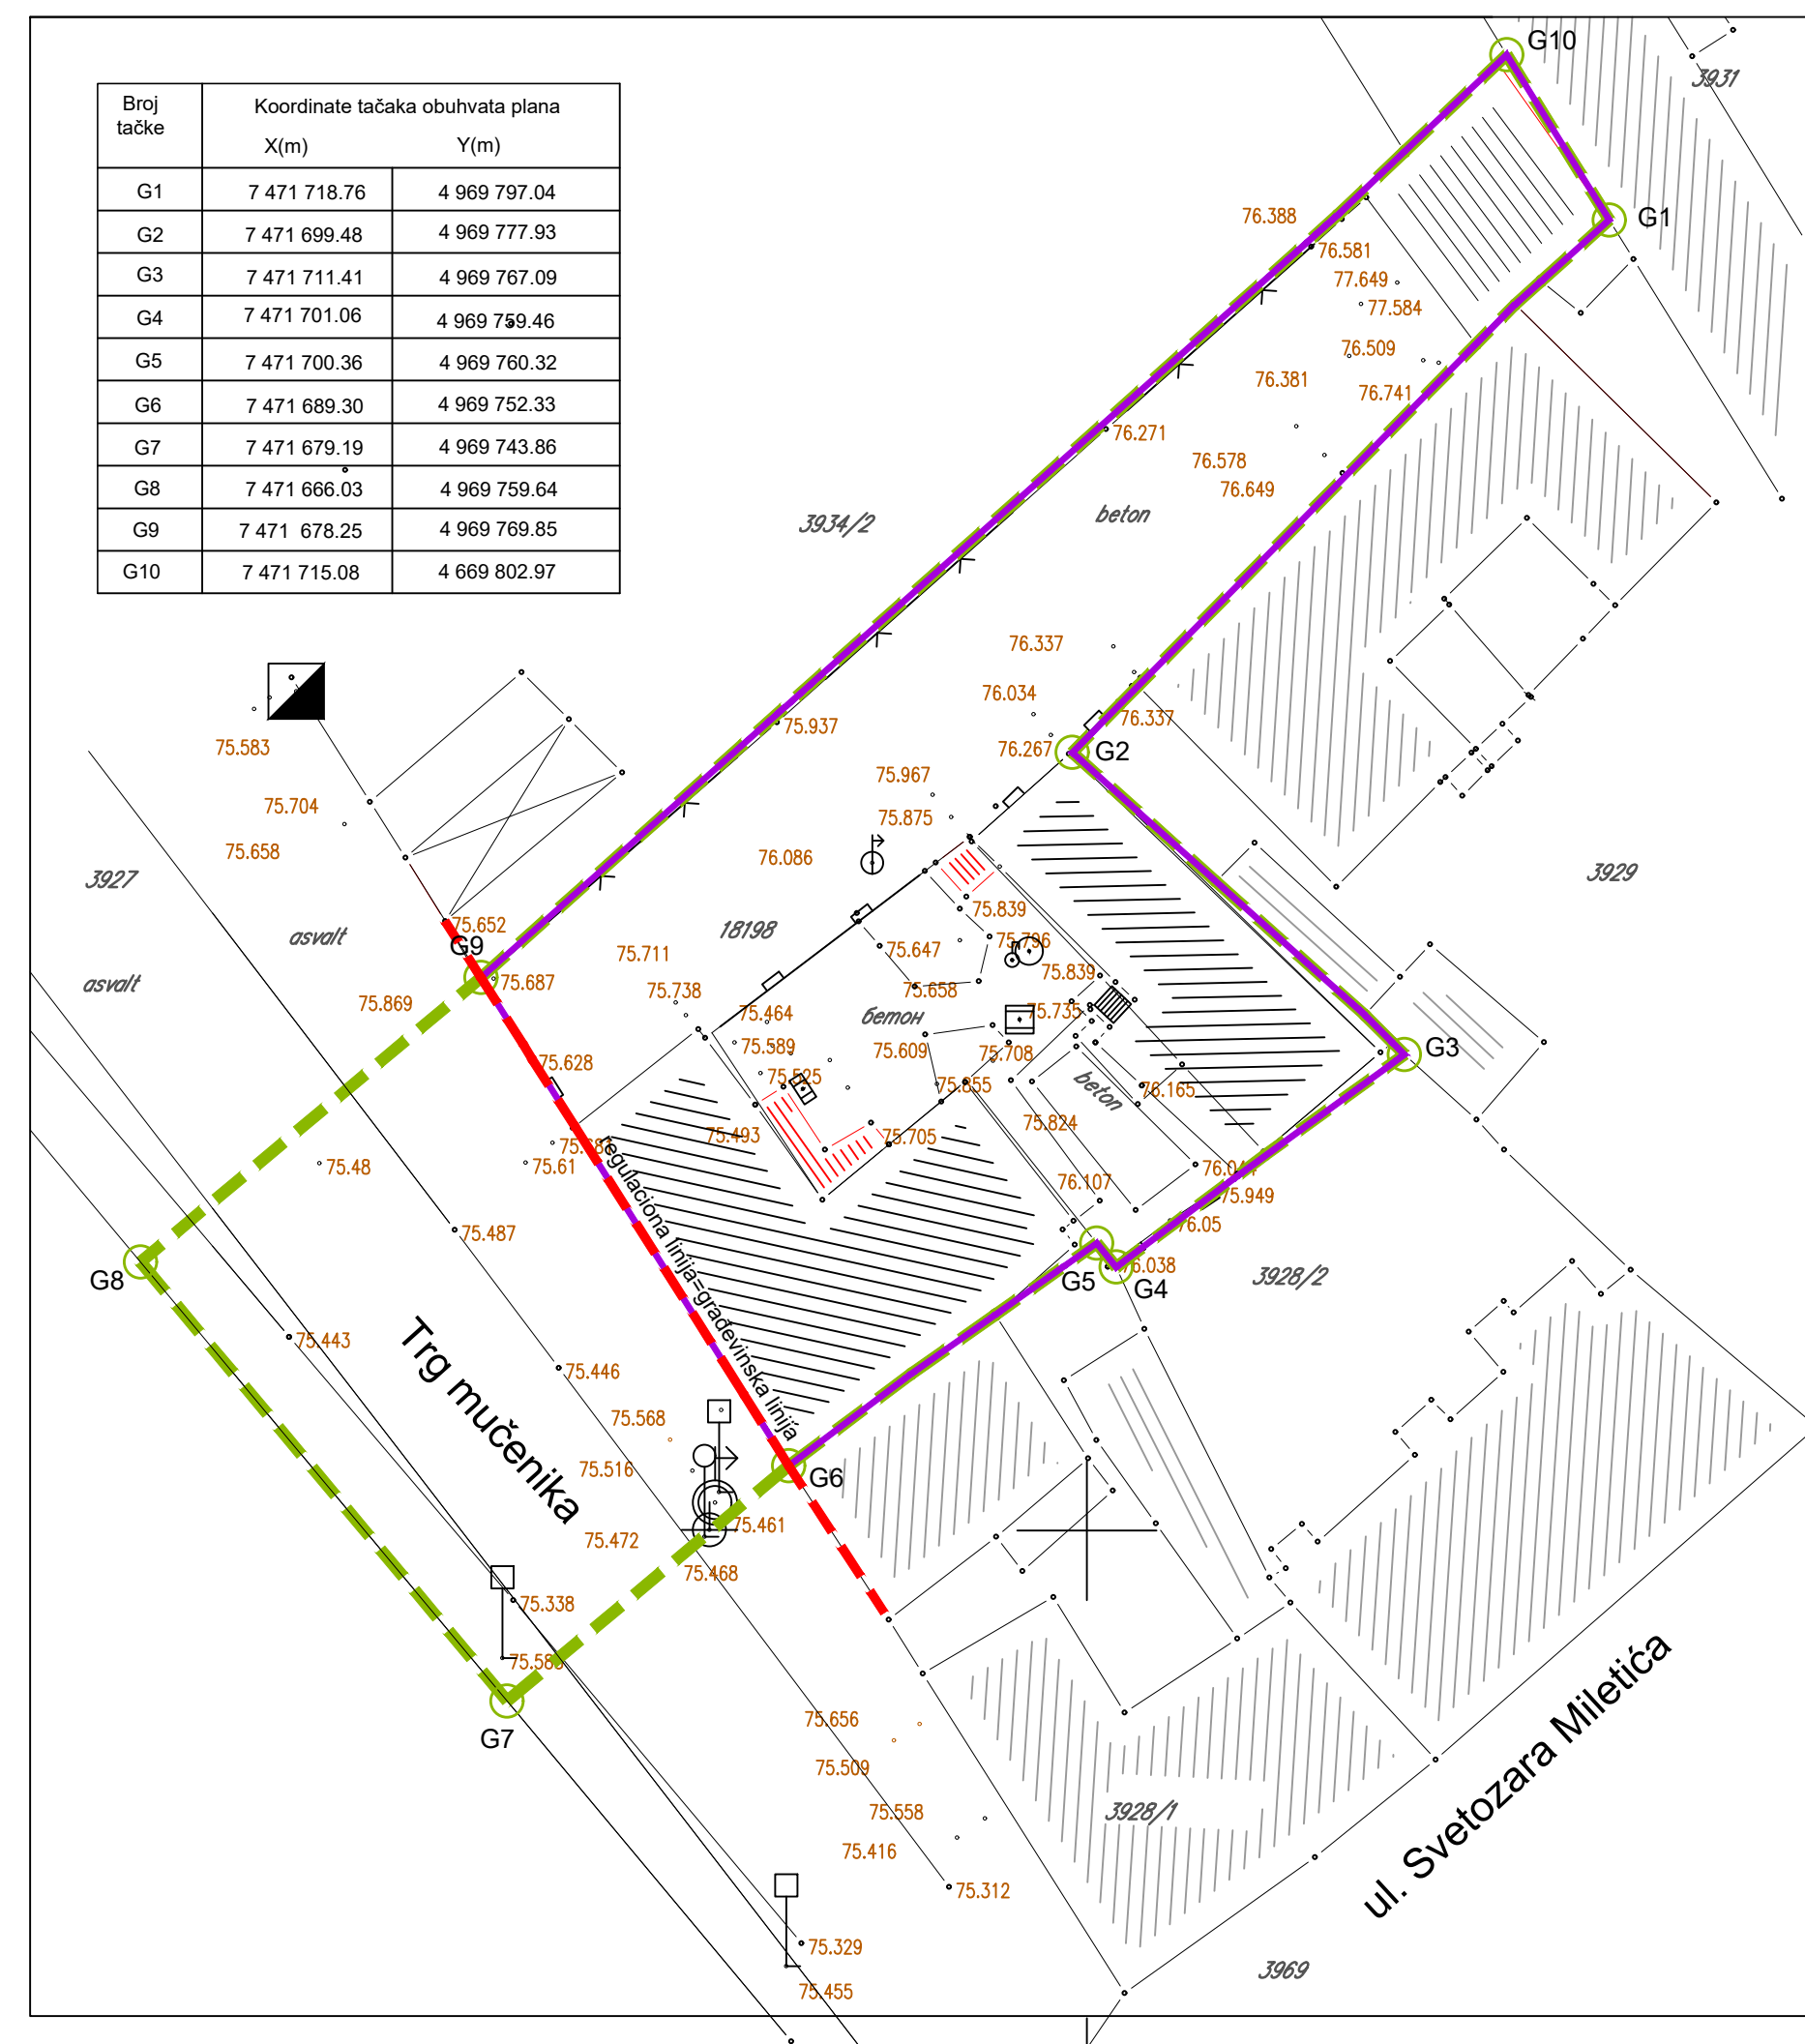 Broj tačke
Koordinate tačaka obuhvata plana
X(m) Y(m)
G1 7 471 718.76 4 969 797.04
G2 7 471 699.48 4 969 777.93
G3 7 471 711.41 4 969 767.09
G4 7 471 701.06 4 969 759.46
G5 7 471 700.36 4 969 760.32
G6 7 471 689.30 4 969 752.33
G7 7 471 679.19 4 969 743.86
G8 7 471 666.03 4 969 759.64
G9 7 471 678.25 4 969 769.85
G10 7 471 715.08 4 669 802.97
G10
3931
76.388
G1
76.581
77.649
77.584
76.509
76.381
76.741
76.271
76.578
76.649
3934/2
beton
76.337
76.034
76.337
75.937
76.267
G2
75.583
75.967
75.704
75.875
75.658
76.086
3927
3929
75.839
75.652
18198
asvalt
G9
75.796
75.647
75.711
75.839
asvalt
75.687
75.658
75.738
75.869
75.464
75.735
бетон
75.589
75.609
75.708
G3
75.628
75.525
75.855
beton
76.165
75.824
75.493
75.705
75.61
75.48
76.107
75.949
76.05
75.487
G5
76.038
G8
G4
3928/2
regulaciona linija=građevinska linija
75.443
Trg mučenika
75.446
75.568
75.516
G6
75.461
75.472
75.468
75.338
G7
75.656
75.509
75.558
3928/1
75.416
75.312
ul. Svetozara Miletića
75.329
3969
75.455